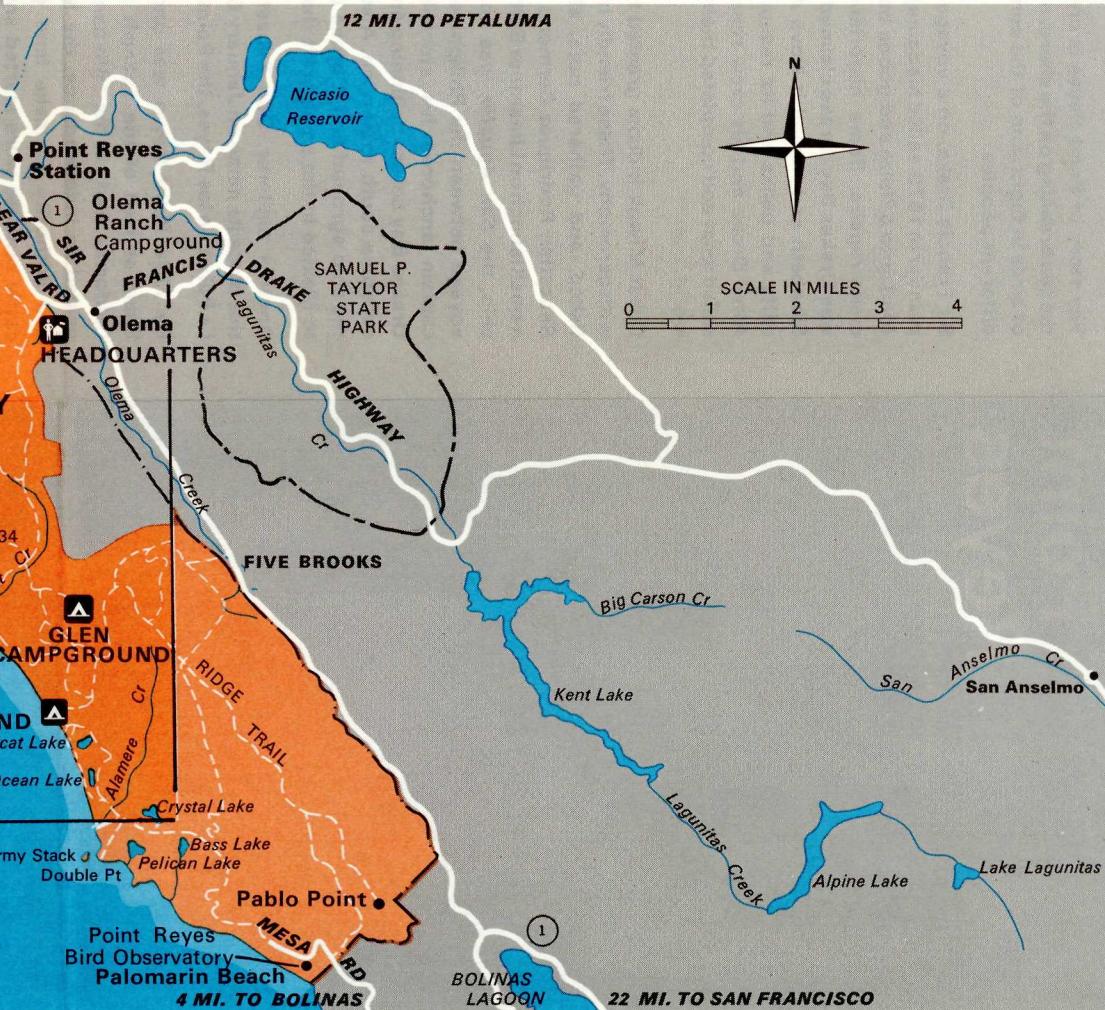 12 MI. TO PETALUMA
Nicasio
Reservoir
N
Point Reyes
Station
1
Olema
Ranch
Campground
SIR
FRANCIS
DRAKE
HIGHWAY
SAMUEL P.
TAYLOR
STATE
PARK
SCALE IN MILES
0 1 2 3 4
Lagunitas
Cr
Olema
HEADQUARTERS
Olema
Creek
34
Cr
FIVE BROOKS
GLEN
CAMPGROUND
Big Carson Cr
San Anselmo Cr
San Anselmo
RIDGE
TRAIL
Kent Lake
Alamere Cr
Crystal Lake
Bass Lake
Pelican Lake
Double Pt
Lagunitas
Creek
Alpine Lake
Lake Lagunitas
Pablo Point
MESA RD
Point Reyes
Bird Observatory
Palomarin Beach
4 MI. TO BOLINAS
1
BOLINAS
LAGOON
22 MI. TO SAN FRANCISCO